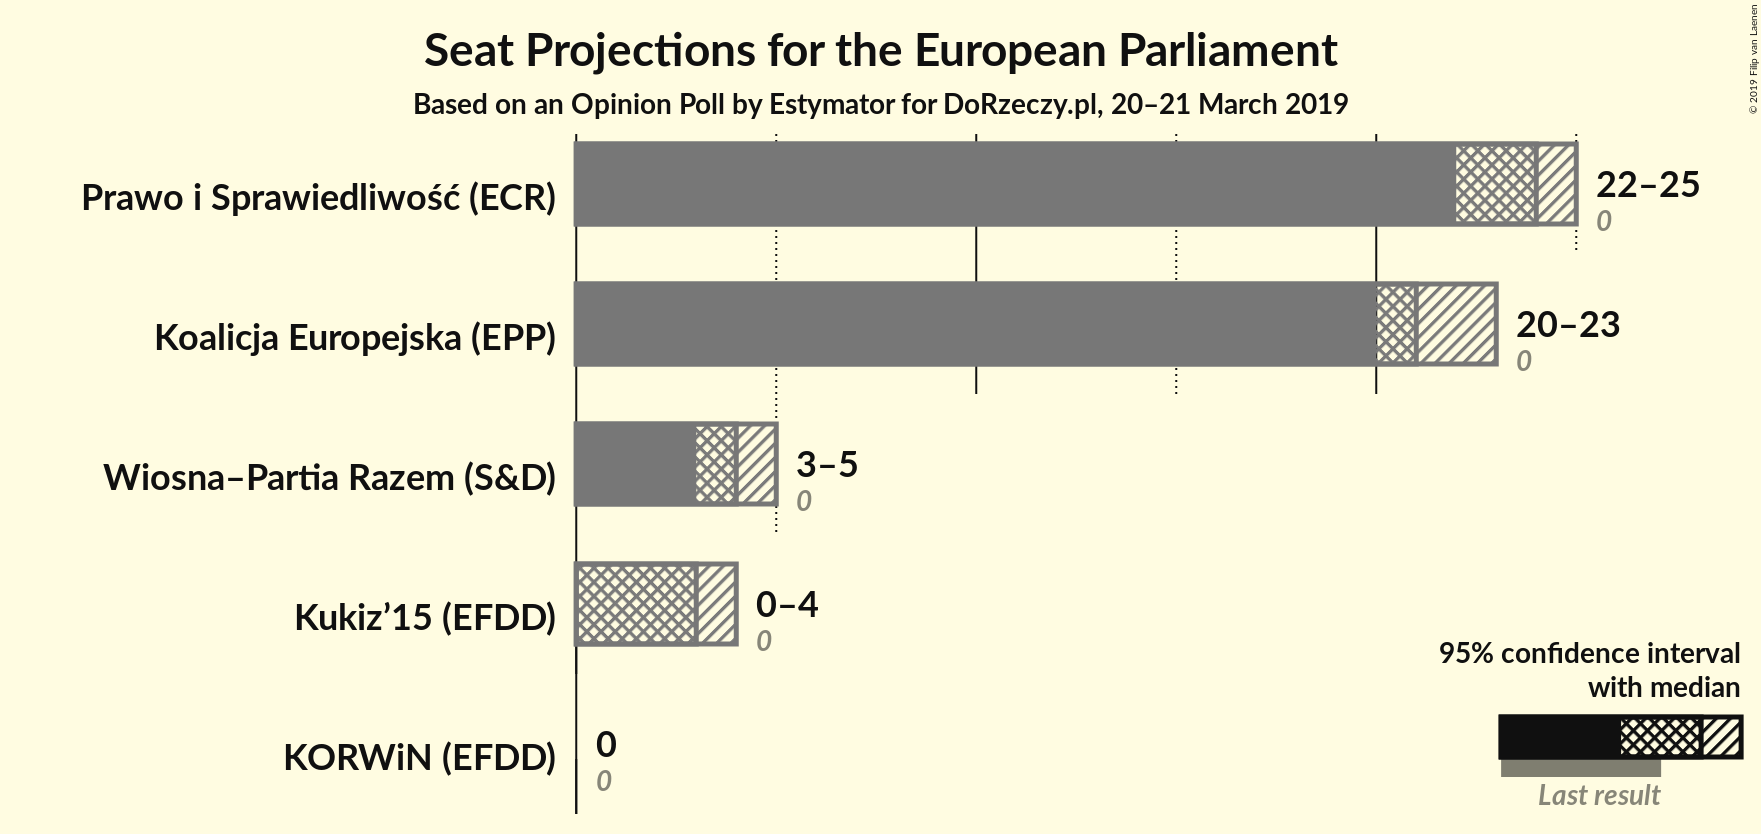 Seat Projections for the European Parliament
Based on an Opinion Poll by Estymator for DoRzeczy.pl, 20–21 March 2019
© 2019 Filip van Laenen
Prawo i Sprawiedliwość (ECR)
22–25
0
Koalicja Europejska (EPP)
20–23
0
Wiosna–Partia Razem (S&D)
3–5
0
Kukiz’15 (EFDD)
0–4
0
KORWiN (EFDD)
0
0
95% confidence interval
with median
Last result